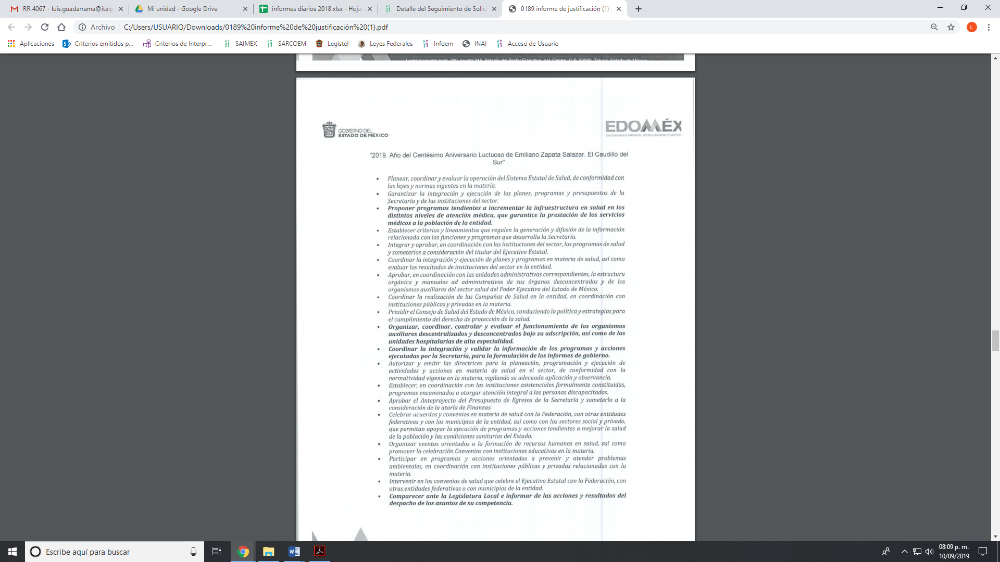 RR 4067 - luis.guadarrama@itaip
Mi unidad - Google Drive
informes diarios 2018.xlsx - Hoja
Detalle del Seguimiento de Solici
0189 informe de justificación (1).p
Archivo
C:/Users/USUARIO/Downloads/0189%20informe%20de%20justificación%20(1).pdf
L
Aplicaciones
Criterios emitidos p...
Criterios de Interpr...
SAIMEX
SARCOEM
Legistel
Leyes Federales
Infoem
INAI
Acceso de Usuario
Lerdo poniente núm. 300, puerta 216, Palacio del Poder Ejecutivo, col. Centro, C.P. 50000, Toluca, Estado de México.
GOBIERNO DEL
ESTADO DE MÉXICO
EDOMÉX
DECISIONES FIRMES, RESULTADOS FUERTES
"2019. Año del Centésimo Aniversario Luctuoso de Emiliano Zapata Salazar. El Caudillo del
Sur"
• Planear, coordinar y evaluar la operación del Sistema Estatal de Salud, de conformidad con
las leyes y normas vigentes en la materia.
• Garantizar la integración y ejecución de los planes, programas y presupuestos de la
Secretaría y de las instituciones del sector.
• Proponer programas tendientes a incrementar la infraestructura en salud en los
distintos niveles de atención médica, que garantice la prestación de los servicios
médicos a la población de la entidad.
• Establecer criterios y lineamientos que regulen la generación y difusión de la información
relacionada con las funciones y programas que desarrolla la Secretaría.
• Integrar y aprobar, en coordinación con las instituciones del sector, los programas de salud
y someterlos a consideración del titular del Ejecutivo Estatal.
• Coordinar la integración y ejecución de planes y programas en materia de salud, así como
evaluar los resultados de instituciones del sector en la entidad.
• Aprobar, en coordinación con las unidades administrativas correspondientes, la estructura
orgánica y manuales ad administrativos de sus órganos desconcentrados y de los
organismos auxiliares del sector salud del Poder Ejecutivo del Estado de México.
• Coordinar la realización de las Campañas de Salud en la entidad, en coordinación con
instituciones públicas y privadas en la materia.
• Presidir el Consejo de Salud del Estado de México, conduciendo la política y estrategias para
el cumplimiento del derecho de protección de la salud.
• Organizar, coordinar, controlar y evaluar el funcionamiento de los organismos
auxiliares descentralizados y desconcentrados bajo su adscripción, así como de las
unidades hospitalarias de alta especialidad.
• Coordinar la integración y validar la información de los programas y acciones
ejecutadas por la Secretaría, para la formulación de los informes de gobierno.
• Autorizar y emitir las directrices para la planeación, programación y ejecución de
actividades y acciones en materia de salud en el sector, de conformidad con la
normatividad vigente en la materia, vigilando su adecuada aplicación y observancia.
• Establecer, en coordinación con las instituciones asistenciales formalmente constituidas,
programas encaminados a otorgar atención integral a las personas discapacitadas.
• Aprobar el Anteproyecto del Presupuesto de Egresos de la Secretaría y someterlo a la
consideración de la ataría de Finanzas.
• Celebrar acuerdos y convenios en materia de salud con la Federación, con otras entidades
federativas y con los municipios de la entidad, así como con los sectores social y privado,
que permitan apoyar la ejecución de programas y acciones tendientes a mejorar la salud
de la población y las condiciones sanitarias del Estado.
• Organizar eventos orientados a la formación de recursos humanos en salud, así como
promover la celebración Convenios con instituciones educativas en la materia.
• Participar en programas y acciones orientadas a prevenir y atender problemas
ambientales, en coordinación con instituciones públicas y privadas relacionadas con la
materia.
• Intervenir en los convenios de salud que celebre el Ejecutivo Estatal con la Federación, con
otras entidades federativas o con municipios de la entidad.
• Comparecer ante la Legislatura Local e informar de las acciones y resultados del
despacho de los asuntos de su competencia.
Escribe aquí para buscar
08:09 p. m.
10/09/2019